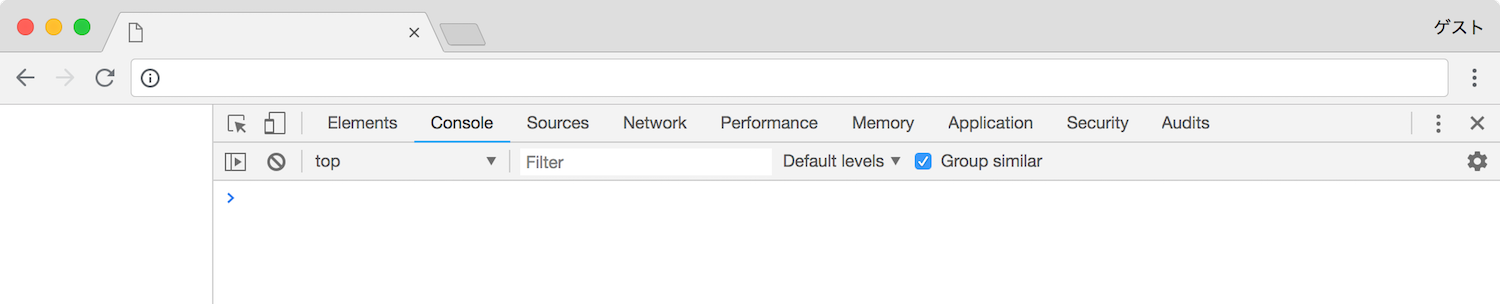 ゲスト
Elements Console Sources Network Performance Memory Application Security Audits
top Filter Default levels Group similar